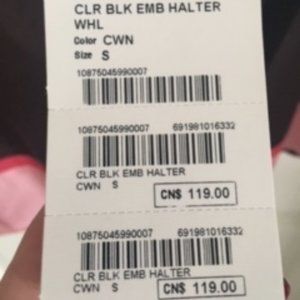 CLR BLK EMB HALTER
WHL
Color CWN
Size S
10875045990007
10875045990007 691981016332
CLR BLK EMB HALTER
CWN S
CN$ 119.00
10875045990007 691981016332
CLR BLK EMB HALTER
CWN S
CN$ 119.00